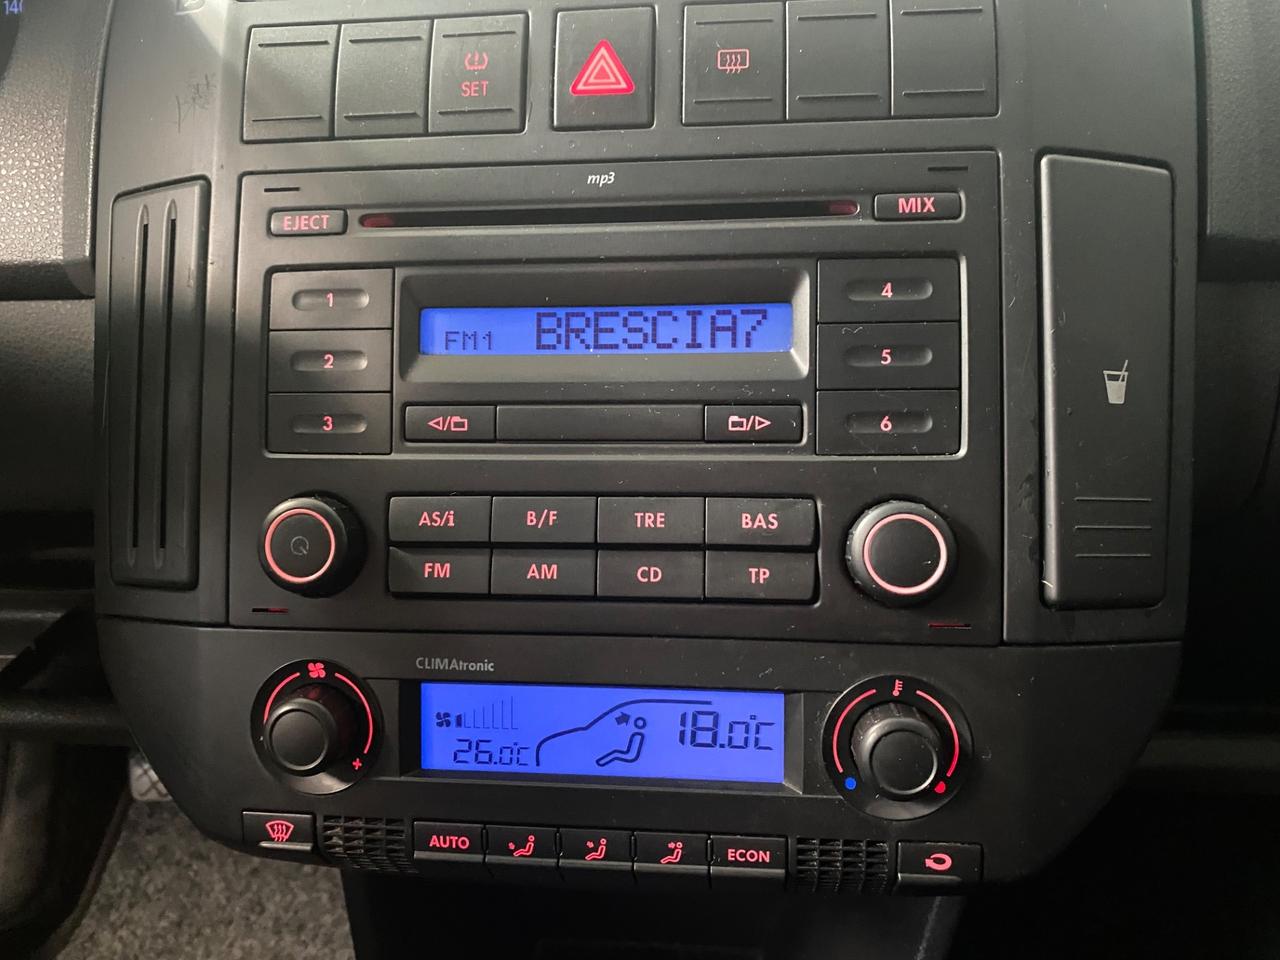 14
SET
mp3
EJECT
MIX
1
4
FM1 BRESCIA7
2
5
3
6
AS/i B/F TRE BAS
FM AM CD TP
CLIMAtronic
26.0°C 18.0°C
AUTO ECON